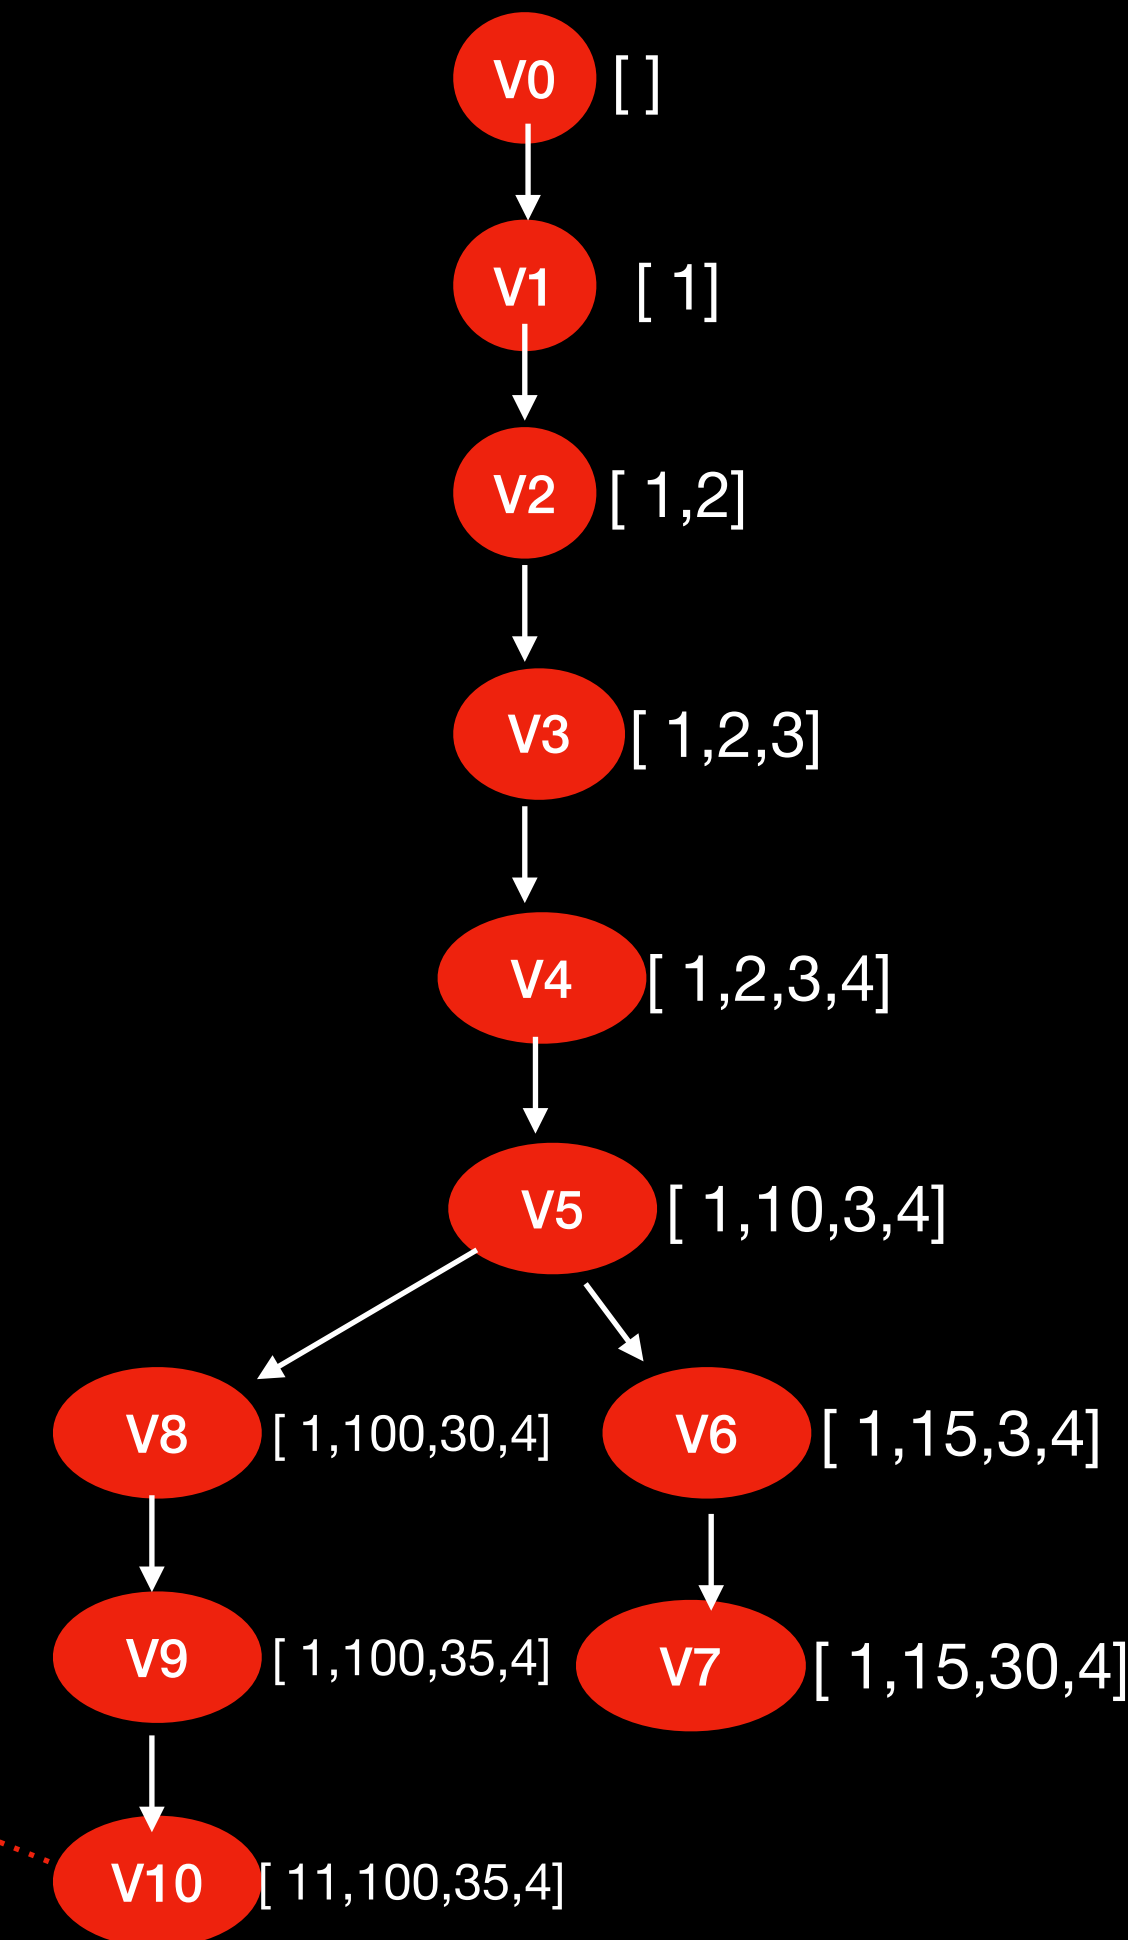 V0 [ ]
V1 [ 1]
V2 [ 1,2]
V3 [ 1,2,3]
V4 [ 1,2,3,4]
V5 [ 1,10,3,4]
V8 [ 1,100,30,4] V6 [ 1,15,3,4]
V9 [ 1,100,35,4] V7 [ 1,15,30,4]
V10 [ 11,100,35,4]